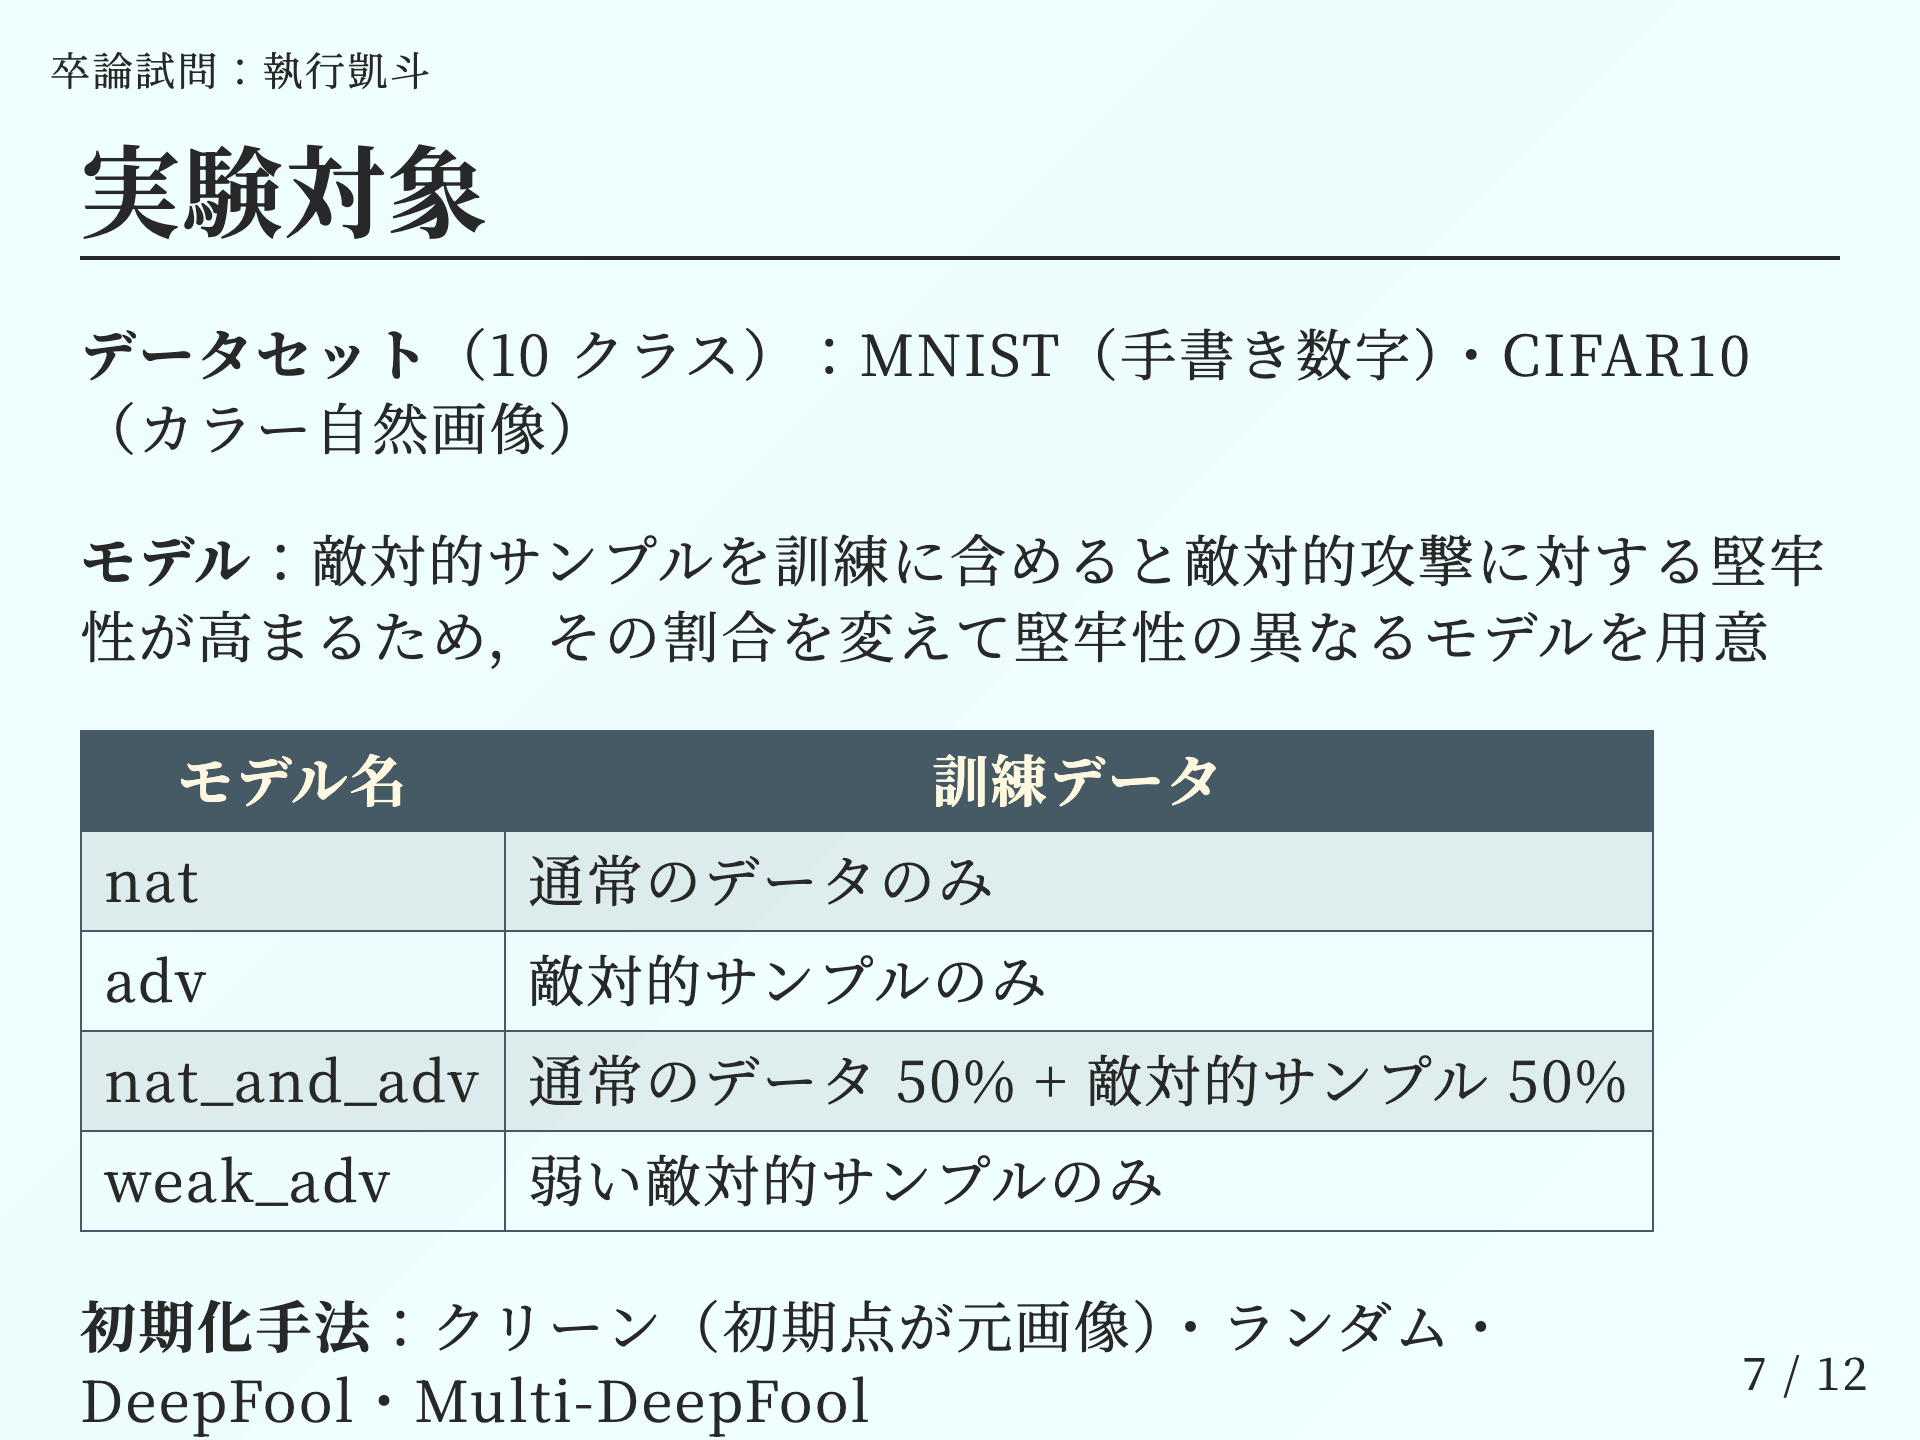 卒論試問：執行凱斗
実験対象
データセット（10 クラス）：MNIST（手書き数字）・CIFAR10
（カラー自然画像）
モデル：敵対的サンプルを訓練に含めると敵対的攻撃に対する堅牢
性が高まるため，その割合を変えて堅牢性の異なるモデルを用意
モデル名 訓練データ
nat 通常のデータのみ
adv 敵対的サンプルのみ
nat_and_adv 通常のデータ 50% + 敵対的サンプル 50%
weak_adv 弱い敵対的サンプルのみ
初期化手法：クリーン（初期点が元画像）・ランダム・
DeepFool・Multi-DeepFool
7 / 12